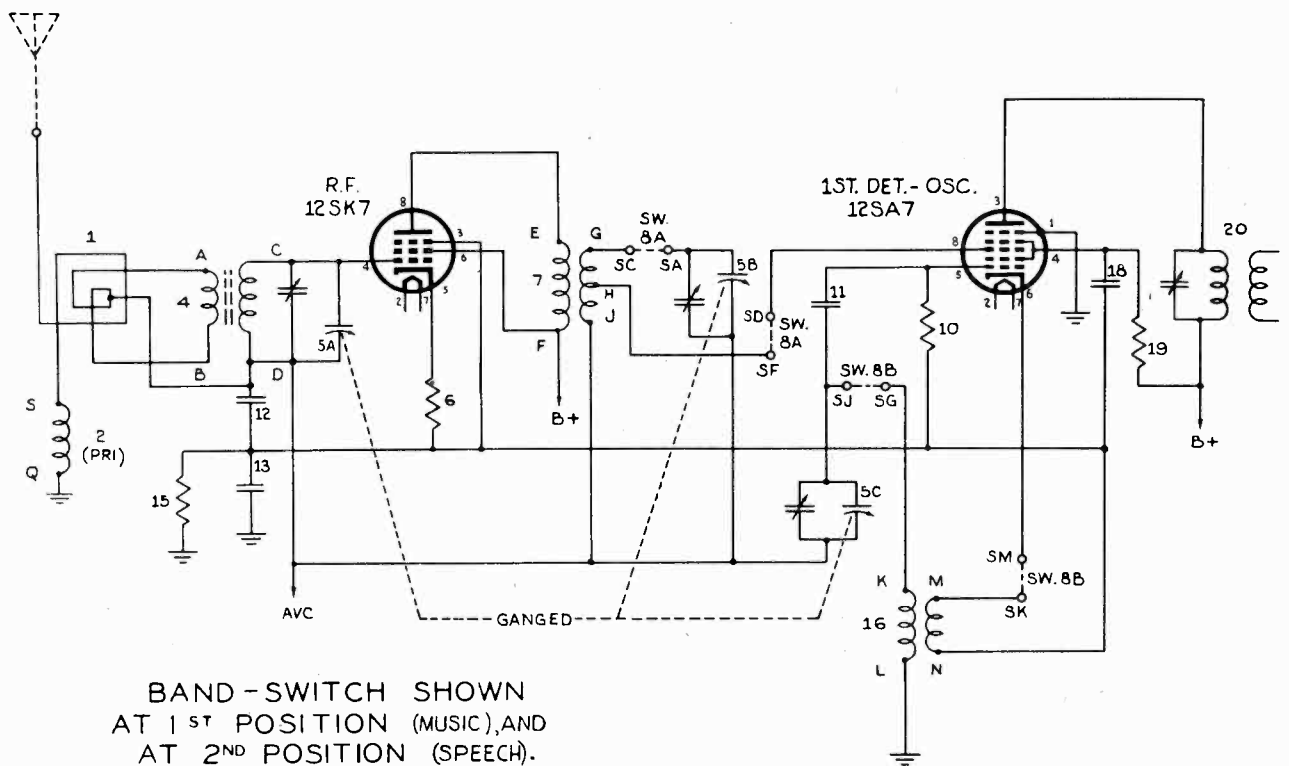 R.F.
12SK7
1ST. DET.-OSC.
12SA7
8
3
6
4
2
7
5
3
1
8
4
5
2
7
6
1
A
C
4
B
D
5A
12
13
15
S
2
(PRI)
Q
6
E
7
F
B+
G
H
J
SW.
8A
SC
SA
5B
SD
SW.
8A
SF
11
10
SW. 8B
SJ
SG
5C
18
19
20
B+
SM
SW. 8B
SK
K
M
16
L
N
AVC
GANGED
BAND-SWITCH SHOWN
AT 1ST POSITION (MUSIC), AND
AT 2ND POSITION (SPEECH).